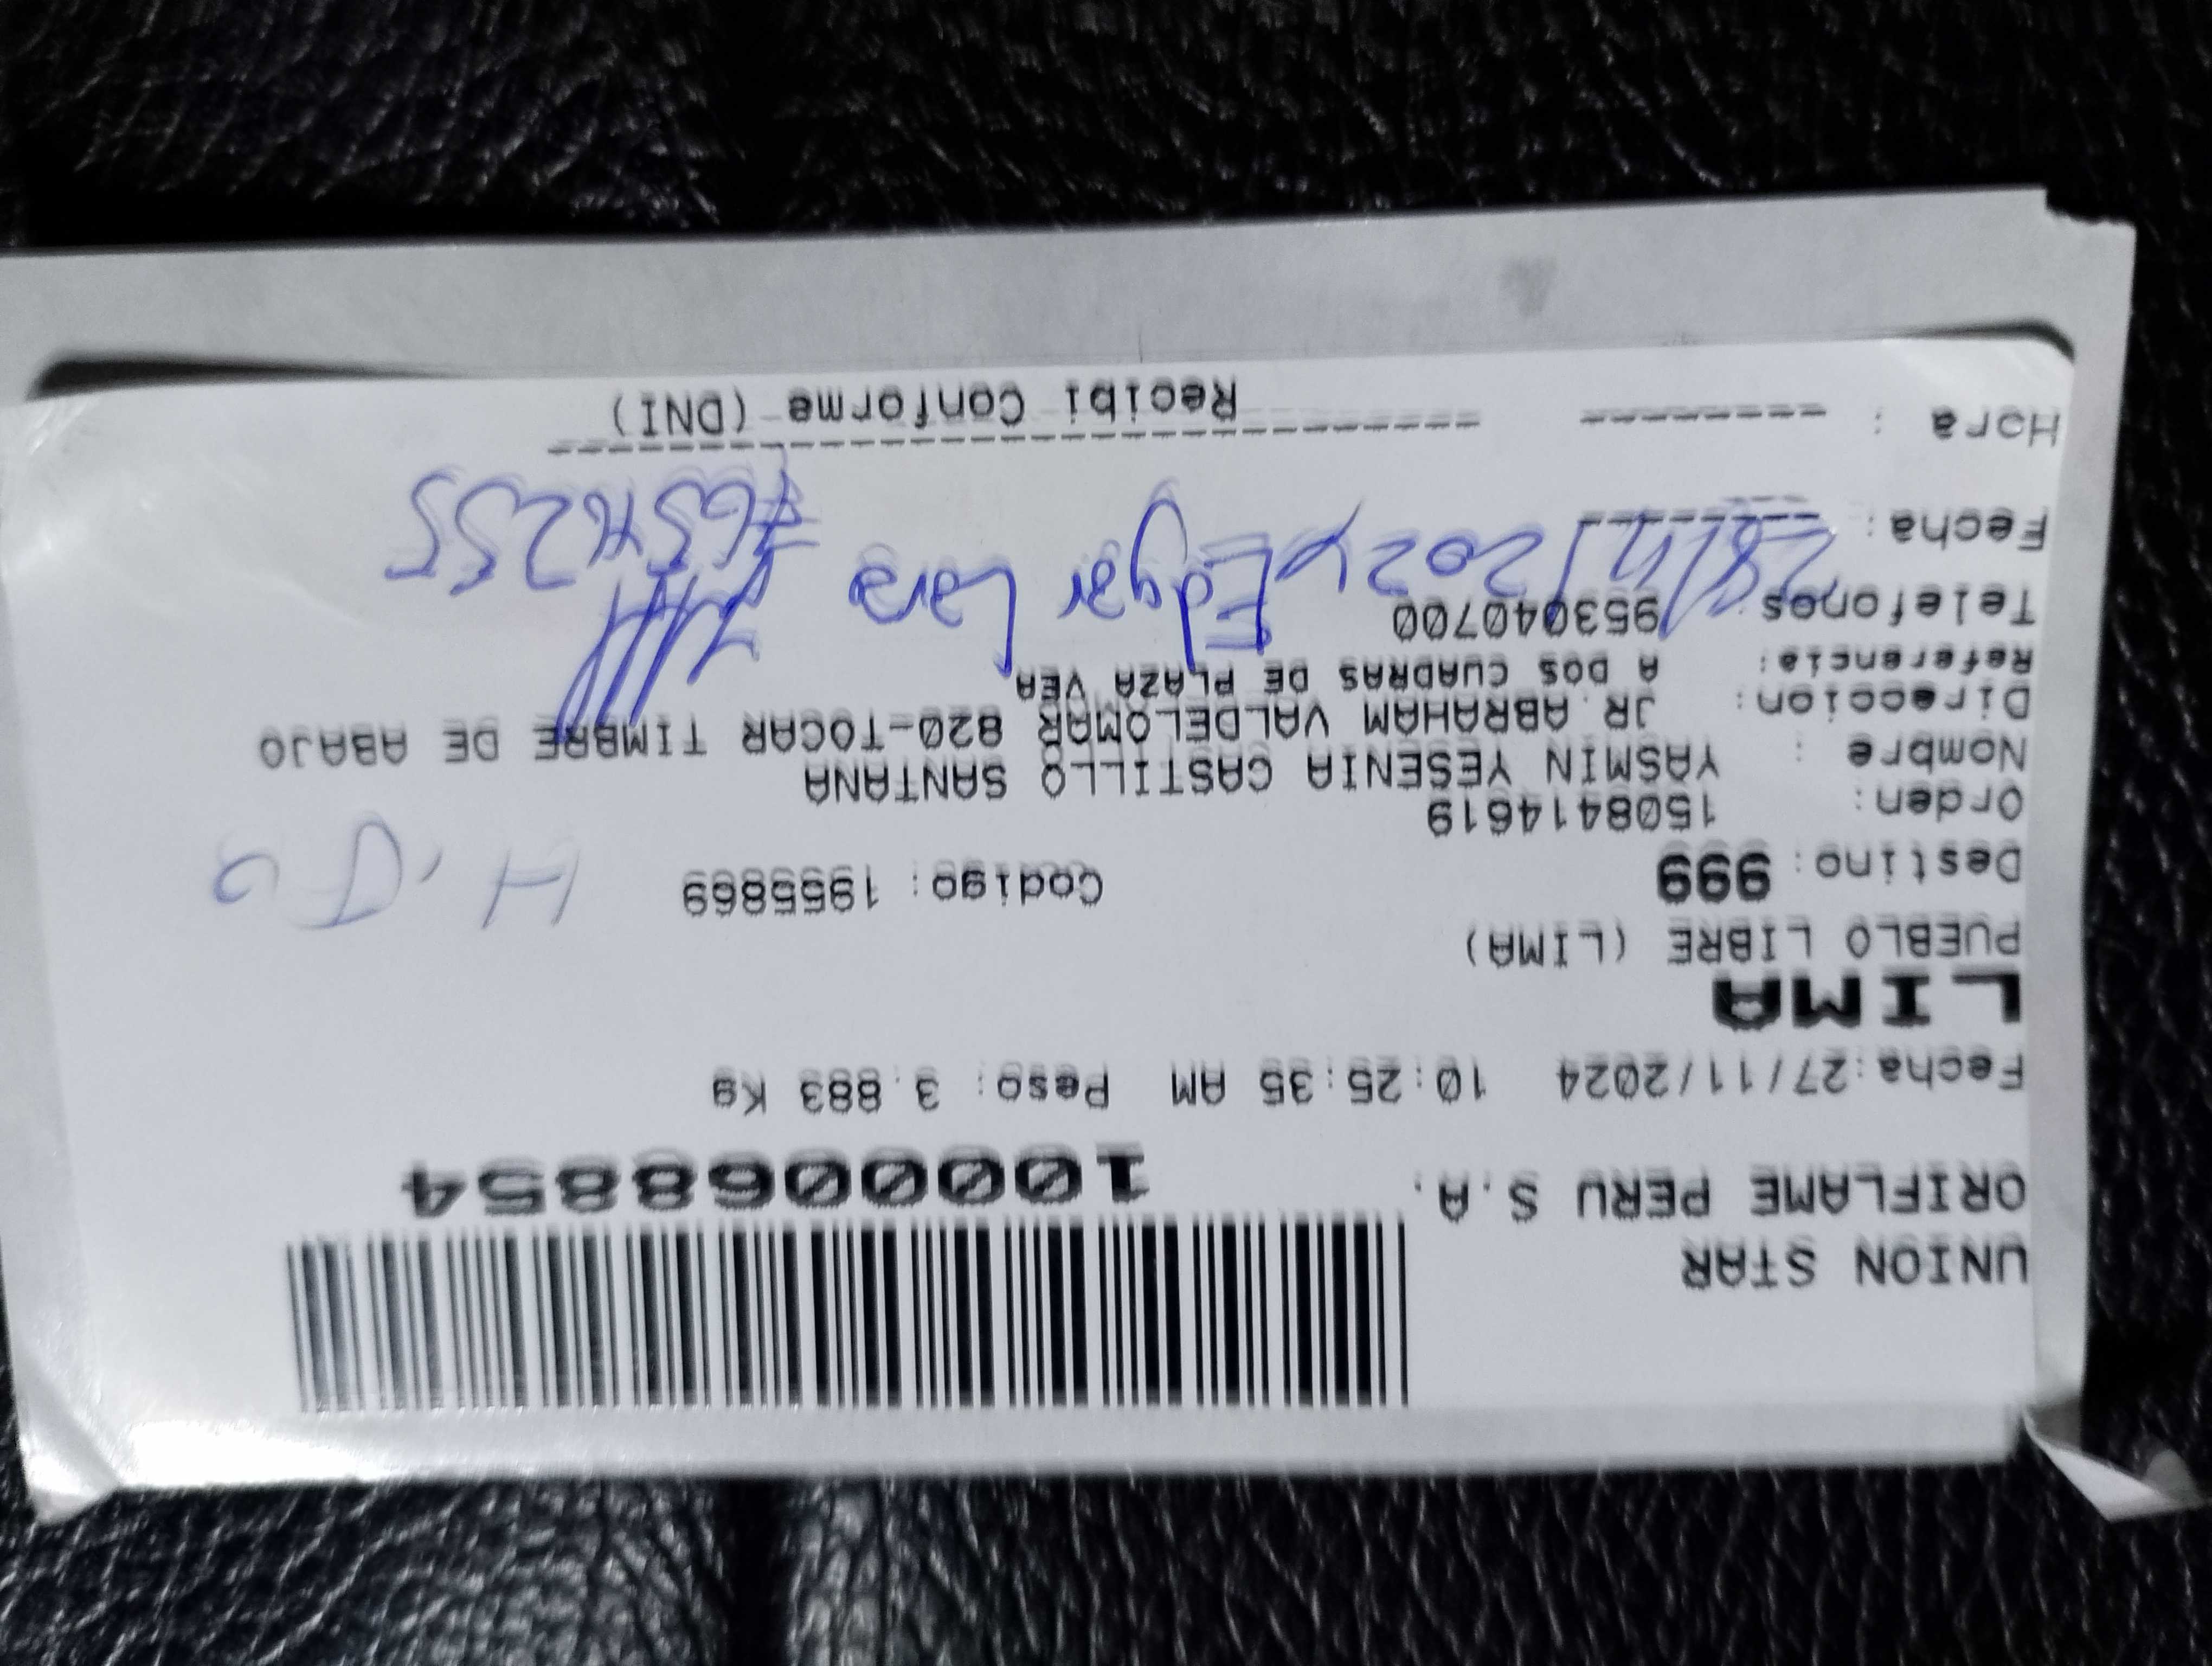 UNION STAR
ORIFLAME PERU S.A.
10000068854
Fecha:27/11/2024 10:25:35 AM Peso: 3.883 Kg
LIMA
PUEBLO LIBRE (LIMA)
Destino: 999 Codigo: 1955869
Orden: 1508414619
Nombre : YASMIN YESENIA CASTILLO SANTANA
Direccion: JR.ABRAHAM VALDELOMAR 820-TOCAR TIMBRE DE ABAJO
Referencia: A DOS CUADRAS DE PLAZA VEA
Telefonos: 953040700
Fecha: 28/11/2024 Edgar Lara
Hora :
Recibi Conforme (DNI)